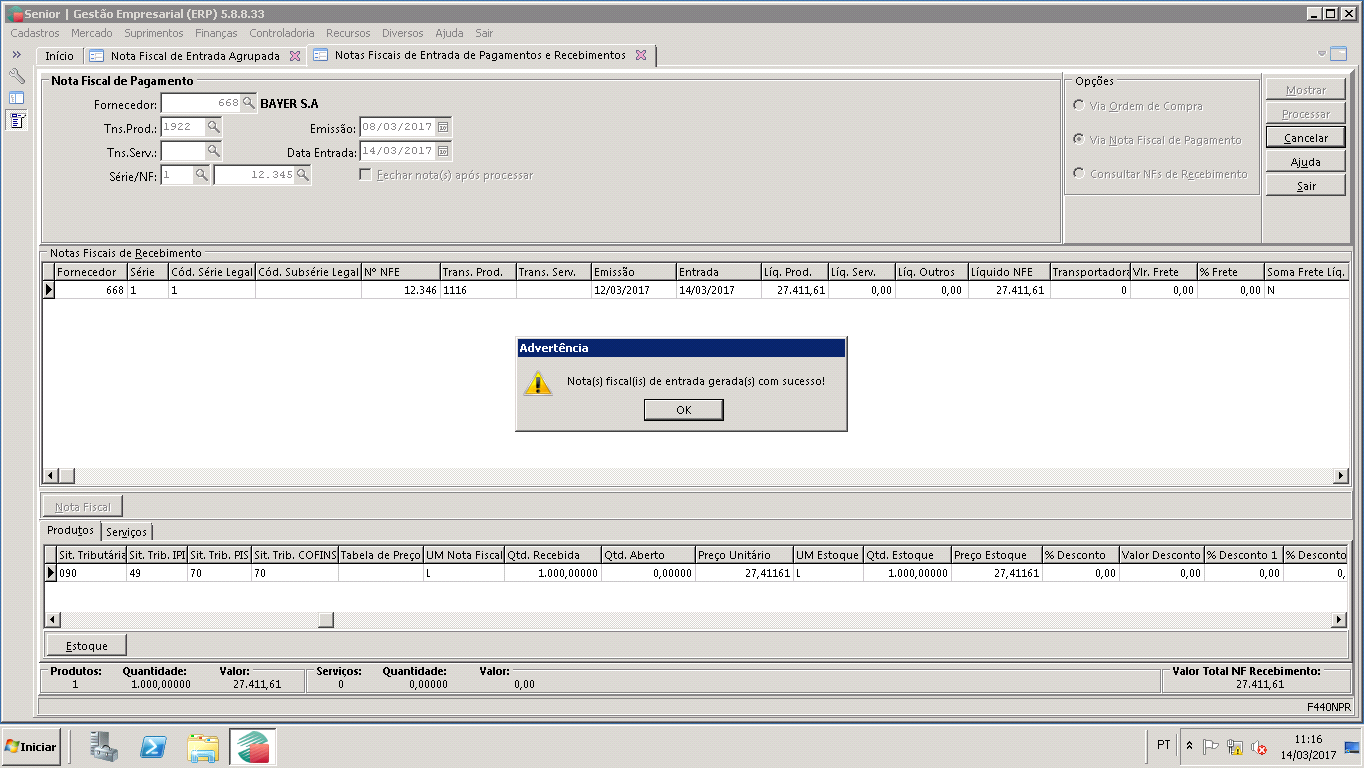 Senior | Gestão Empresarial (ERP) 5.8.8.33
Cadastros Mercado Suprimentos Finanças Controladoria Recursos Diversos Ajuda Sair
Início Nota Fiscal de Entrada Agrupada Notas Fiscais de Entrada de Pagamentos e Recebimentos
Nota Fiscal de Pagamento
Fornecedor: 668 BAYER S.A
Tns.Prod.: 1922 Emissão: 08/03/2017
Tns.Serv.: Data Entrada: 14/03/2017
Série/NF: 1 12.345 Fechar nota(s) após processar
Opções
Via Ordem de Compra
Via Nota Fiscal de Pagamento
Consultar NFs de Recebimento
Mostrar
Processar
Cancelar
Ajuda
Sair
Notas Fiscais de Recebimento
Fornecedor Série Cód. Série Legal Cód. Subsérie Legal Nº NFE Trans. Prod. Trans. Serv. Emissão Entrada Líq. Prod. Líq. Serv. Líq. Outros Líquido NFE Transportadora Vlr. Frete % Frete Soma Frete Líq.
668 1 1 12.346 1116 12/03/2017 14/03/2017 27.411,61 0,00 0,00 27.411,61 0 0,00 0,00 N
Advertência
Nota(s) fiscal(is) de entrada gerada(s) com sucesso!
OK
Nota Fiscal
Produtos Serviços
Sit. Tributária Sit. Trib. IPI Sit. Trib. PIS Sit. Trib. COFINS Tabela de Preço UM Nota Fiscal Qtd. Recebida Qtd. Aberto Preço Unitário UM Estoque Qtd. Estoque Preço Estoque % Desconto Valor Desconto % Desconto 1 % Desconto
090 49 70 70 L 1.000,00000 0,00000 27,41161 L 1.000,00000 27,41161 0,00 0,00 0,00 0,
Estoque
Produtos: Quantidade: Valor: Serviços: Quantidade: Valor: Valor Total NF Recebimento:
1 1.000,00000 27.411,61 0 0,00000 0,00 27.411,61
F440NPR
Iniciar PT 11:16
14/03/2017